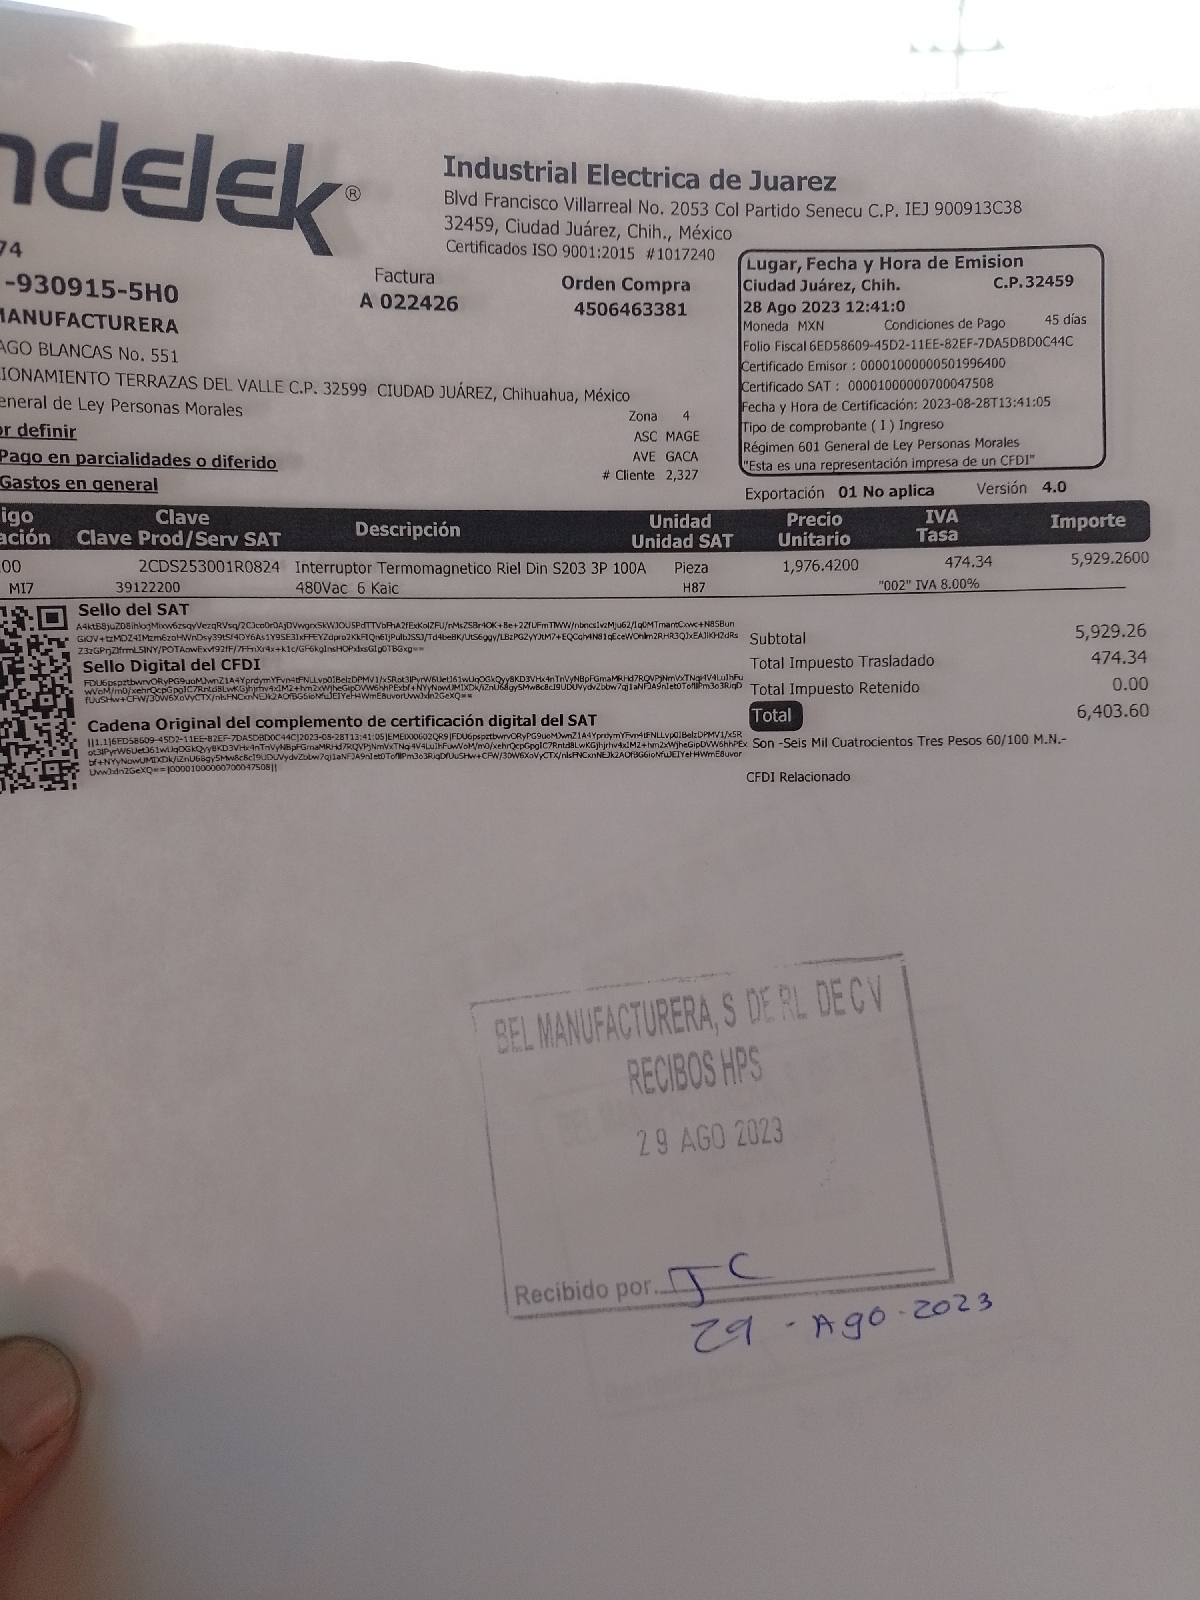 ndelek®
Industrial Electrica de Juarez
Blvd Francisco Villarreal No. 2053 Col Partido Senecu C.P. IEJ 900913C38
32459, Ciudad Juárez, Chih., México
Certificados ISO 9001:2015 #1017240
74
-930915-5H0
MANUFACTURERA
AGO BLANCAS No. 551
IONAMIENTO TERRAZAS DEL VALLE C.P. 32599 CIUDAD JUÁREZ, Chihuahua, México
eneral de Ley Personas Morales
or definir
Pago en parcialidades o diferido
Gastos en general
Factura
A 022426
Orden Compra
4506463381
Zona 4
ASC MAGE
AVE GACA
# Cliente 2,327
Lugar, Fecha y Hora de Emision
Ciudad Juárez, Chih. C.P.32459
28 Ago 2023 12:41:0
Moneda MXN Condiciones de Pago 45 días
Folio Fiscal 6ED58609-45D2-11EE-82EF-7DA5DBD0C44C
Certificado Emisor : 00001000000501996400
Certificado SAT : 00001000000700047508
Fecha y Hora de Certificación: 2023-08-28T13:41:05
Tipo de comprobante ( I ) Ingreso
Régimen 601 General de Ley Personas Morales
"Esta es una representación impresa de un CFDI"
Exportación 01 No aplica Versión 4.0
igo Clave Descripción Unidad Precio IVA Importe
ación Clave Prod/Serv SAT Unidad SAT Unitario Tasa
00 2CDS253001R0824 Interruptor Termomagnetico Riel Din S203 3P 100A Pieza 1,976.4200 474.34 5,929.2600
MI7 39122200 480Vac 6 Kaic H87 "002" IVA 8.00%
Sello del SAT
Sello Digital del CFDI
Cadena Original del complemento de certificación digital del SAT
Subtotal 5,929.26
Total Impuesto Trasladado 474.34
Total Impuesto Retenido 0.00
Total 6,403.60
Son -Seis Mil Cuatrocientos Tres Pesos 60/100 M.N.-
CFDI Relacionado
BEL MANUFACTURERA, S DE RL DE C V
RECIBOS HPS
29 AGO 2023
Recibido por. JC
29 - Ago - 2023